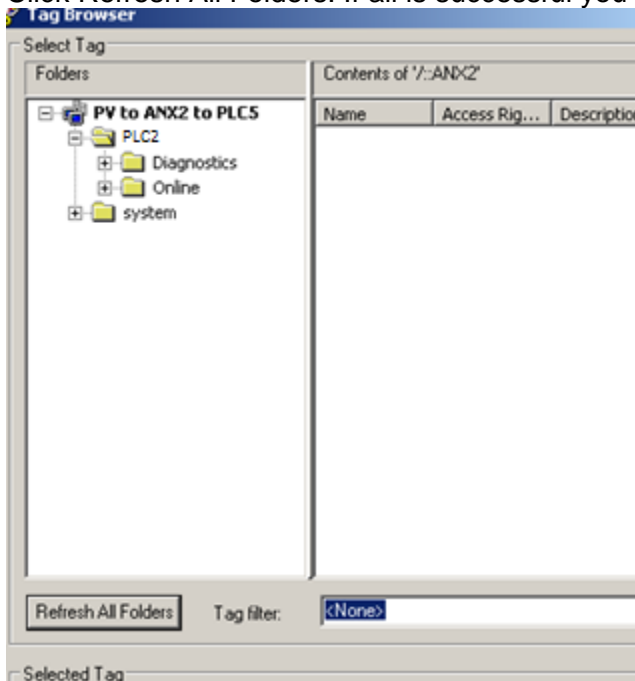 Click Refresh All Folders. If all is successful you
Tag Browser
Select Tag
Folders
Contents of '/::ANX2'
PV to ANX2 to PLC5
Name
Access Rig...
Descriptio
PLC2
Diagnostics
Online
system
Refresh All Folders
Tag filter:
<None>
Selected Tag